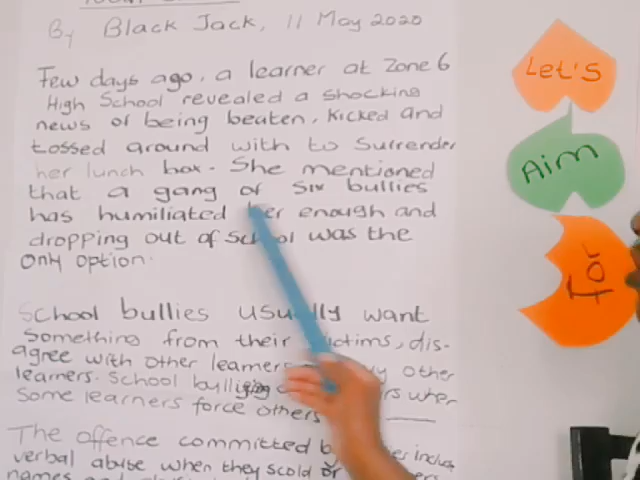 By Black Jack, 11 May 2020
Few days ago, a learner at Zone 6
High School revealed a shocking
news of being beaten, Kicked and
tossed around with to Surrender
her lunch box. She mentioned
that a gang of Six bullies
has humiliated her enough and
dropping out of School was the
Only option.
School bullies usually want
Something from their victims, dis-
agree with other learners other
learners. School bullying when
Some learners force others
The offence committed
verbal abuse when they scold or
names and
Let's
Aim
for